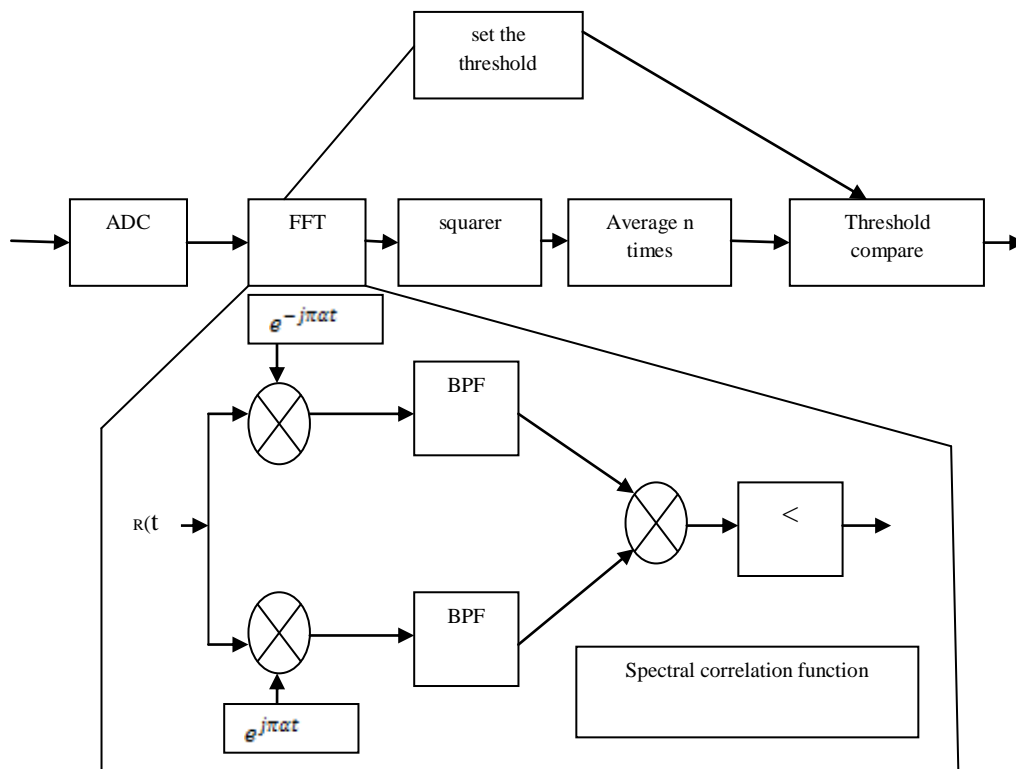 set the
threshold
ADC
FFT
squarer
Average n
times
Threshold
compare
e^{-jπαt}
BPF
R(t
<
BPF
Spectral correlation function
e^{jπαt}